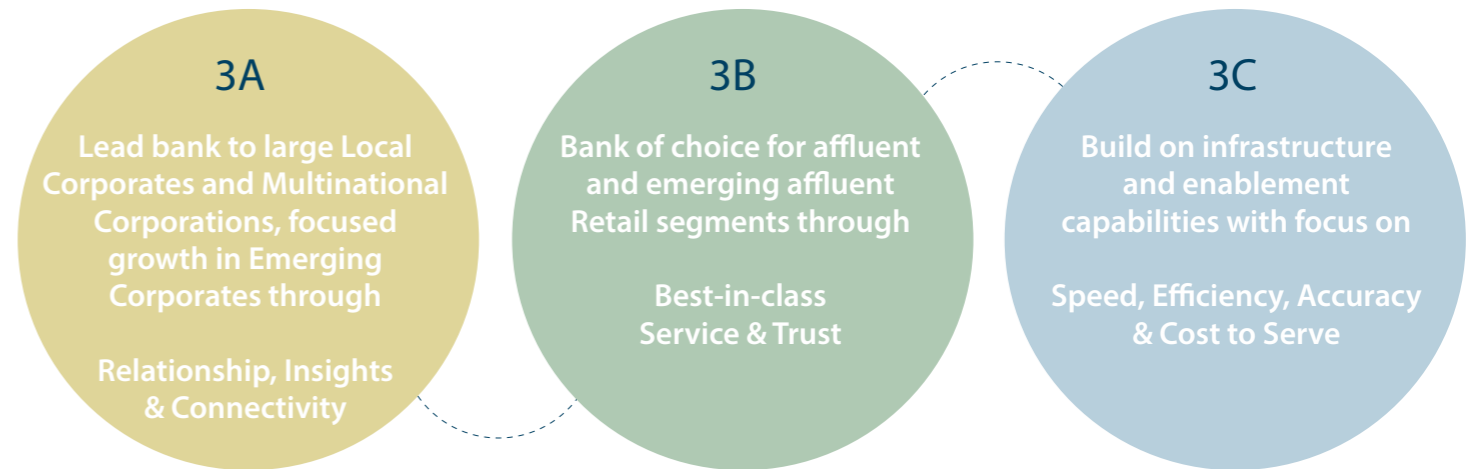 3A
Lead bank to large Local
Corporates and Multinational
Corporations, focused
growth in Emerging
Corporates through
Relationship, Insights
& Connectivity
3B
Bank of choice for affluent
and emerging affluent
Retail segments through
Best-in-class
Service & Trust
3C
Build on infrastructure
and enablement
capabilities with focus on
Speed, Efficiency, Accuracy
& Cost to Serve